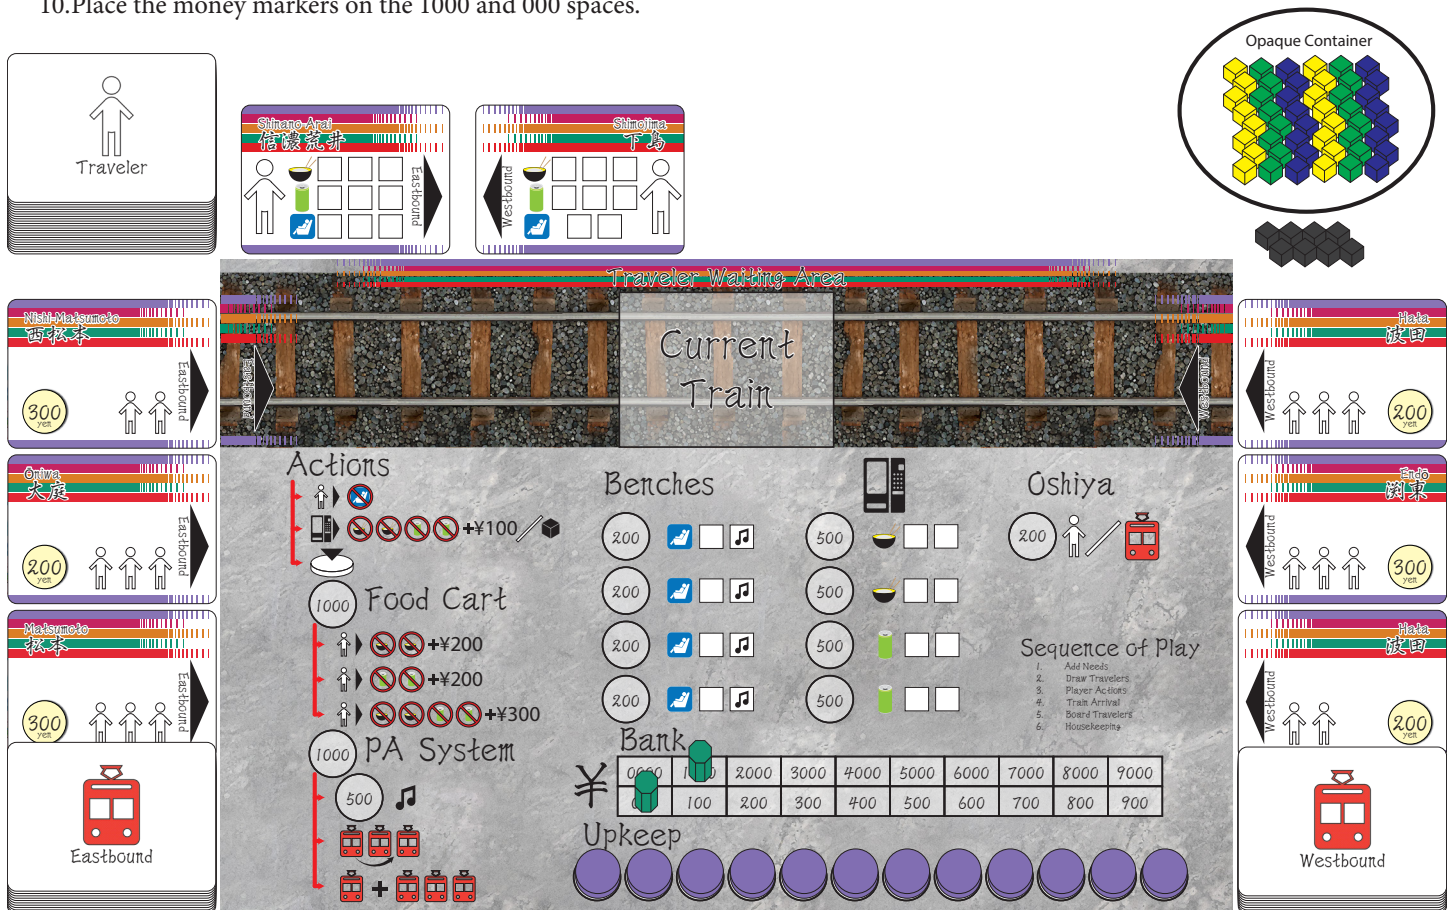 10.Place the money markers on the 1000 and 000 spaces.
Opaque Container
Traveler
Shinano-Arai
信濃荒井
Eastbound
Shimojima
下島
Westbound
Traveler Waiting Area
Current
Train
Eastbound
Westbound
Nishi-Matsumoto
西松本
300
yen
Eastbound
Ōniwa
大庭
200
yen
Eastbound
Matsumoto
松本
300
Eastbound
Eastbound
Hata
波田
Westbound
200
yen
Endō
渕東
Westbound
300
yen
Hata
波田
Westbound
200
yen
Westbound
Actions
+¥100
1000 Food Cart
+¥200
+¥200
+¥300
1000 PA System
500
Benches
200
200
200
200
500
500
500
500
Oshiya
200
Sequence of Play
1. Add Needs
2. Draw Travelers
3. Player Actions
4. Train Arrival
5. Board Travelers
6. Housekeeping
Bank
¥
2000 3000 4000 5000 6000 7000 8000 9000
100 200 300 400 500 600 700 800 900
Upkeep